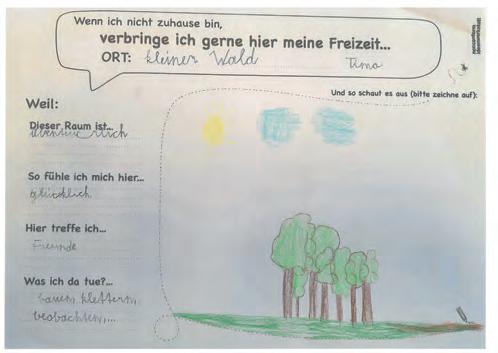 Wenn ich nicht zuhause bin,
verbringe ich gerne hier meine Freizeit...
ORT: kleiner Wald
Timo
Und so schaut es aus (bitte zeichne auf):
Weil:
Dieser Raum ist...
abenteuerlich
So fühle ich mich hier...
glücklich
Hier treffe ich...
Freunde
Was ich da tue?...
bauen, klettern,
beobachten,...